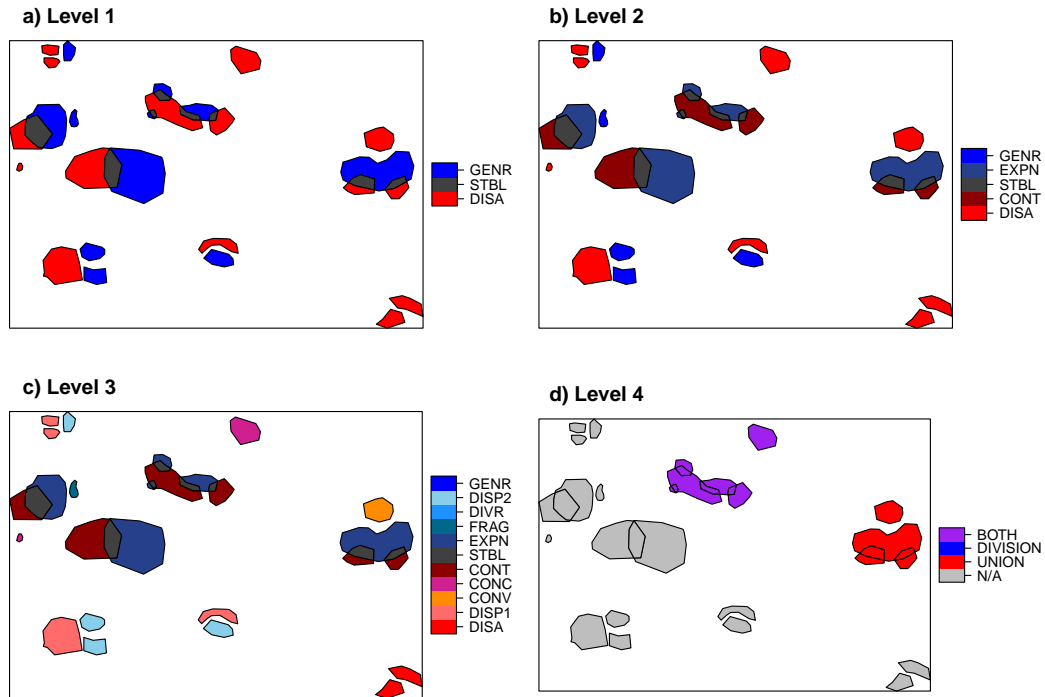 a) Level 1
GENR
STBL
DISA
b) Level 2
GENR
EXPN
STBL
CONT
DISA
c) Level 3
GENR
DISP2
DIVR
FRAG
EXPN
STBL
CONT
CONC
CONV
DISP1
DISA
d) Level 4
BOTH
DIVISION
UNION
N/A